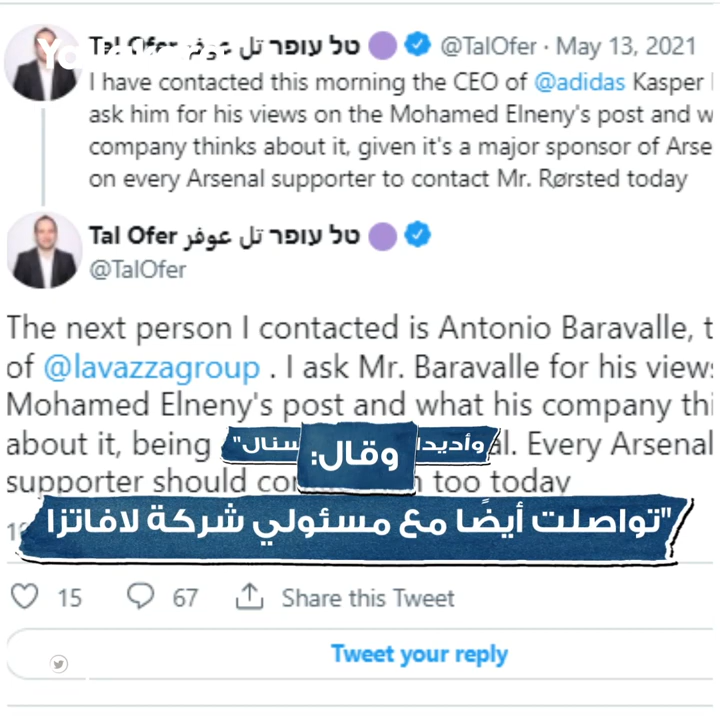 Tal Ofer טל עופר تل عوفر @TalOfer · May 13, 2021
I have contacted this morning the CEO of @adidas Kasper
ask him for his views on the Mohamed Elneny's post and w
company thinks about it, given it's a major sponsor of Arse
on every Arsenal supporter to contact Mr. Rørsted today
Tal Ofer טל עופר تل عوفر
@TalOfer
The next person I contacted is Antonio Baravalle, t
of @lavazzagroup . I ask Mr. Baravalle for his views
Mohamed Elneny's post and what his company thi
about it, being
al. Every Arsenal
supporter should
too today
وأديدا
سنال"
وقال:
"تواصلت أيضًا مع مسئولي شركة لافاتزا
15 67 Share this Tweet
Tweet your reply